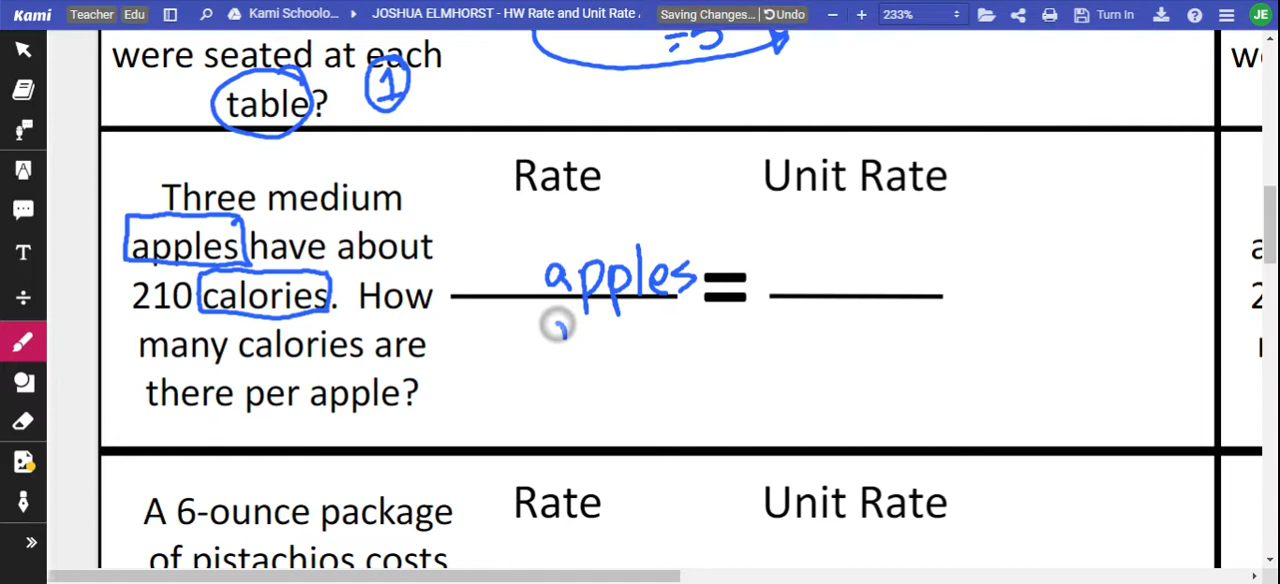 Kami Teacher Edu Kami Schoolo... JOSHUA ELMHORST - HW Rate and Unit Rate Saving Changes... Undo 233% Turn In JE
were seated at each
÷5
we
table?
1
Rate
Unit Rate
Three medium
apples have about
210 calories. How
many calories are
there per apple?
apples
=
a
2
A 6-ounce package
of pistachios costs
Rate
Unit Rate